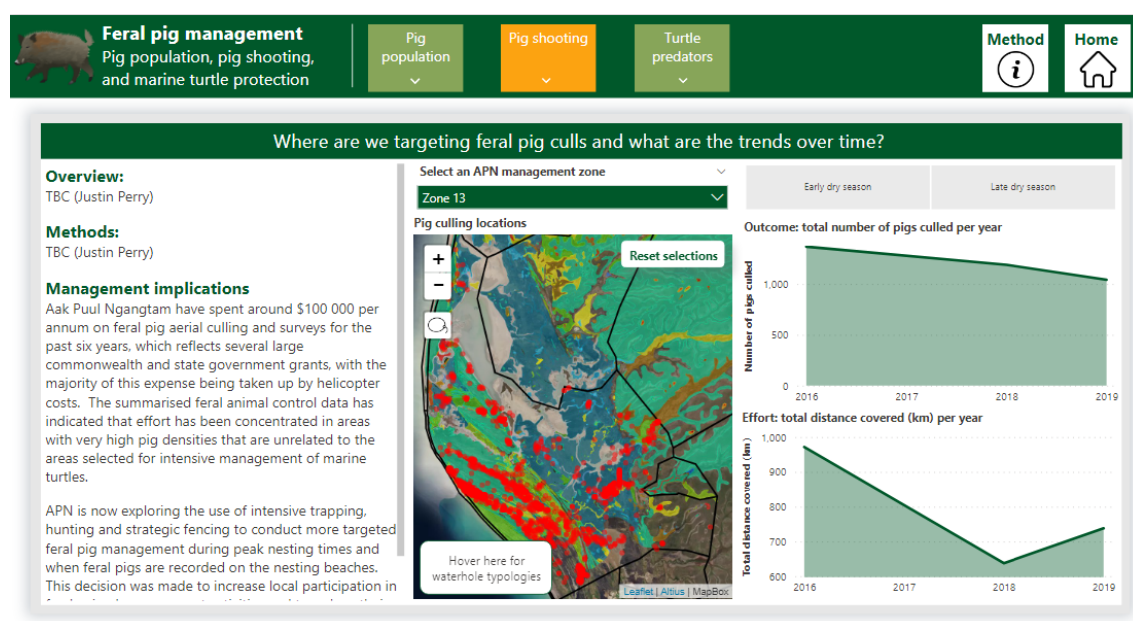 Feral pig management
Pig population, pig shooting,
and marine turtle protection
Pig
population
Pig shooting
Turtle
predators
Method
i
Home
Where are we targeting feral pig culls and what are the trends over time?
Overview:
TBC (Justin Perry)
Methods:
TBC (Justin Perry)
Management implications
Aak Puul Ngangtam have spent around $100 000 per
annum on feral pig aerial culling and surveys for the
past six years, which reflects several large
commonwealth and state government grants, with the
majority of this expense being taken up by helicopter
costs.  The summarised feral animal control data has
indicated that effort has been concentrated in areas
with very high pig densities that are unrelated to the
areas selected for intensive management of marine
turtles.
APN is now exploring the use of intensive trapping,
hunting and strategic fencing to conduct more targeted
feral pig management during peak nesting times and
when feral pigs are recorded on the nesting beaches.
This decision was made to increase local participation in
Select an APN management zone
Zone 13
Pig culling locations
+
−
Reset selections
Hover here for
waterhole typologies
Leaflet | Altius | MapBox
Early dry season
Late dry season
Outcome: total number of pigs culled per year
Number of pigs culled
1,000
500
0
2016
2017
2018
2019
Effort: total distance covered (km) per year
Total distance covered (km)
1,000
900
800
700
600
2016
2017
2018
2019